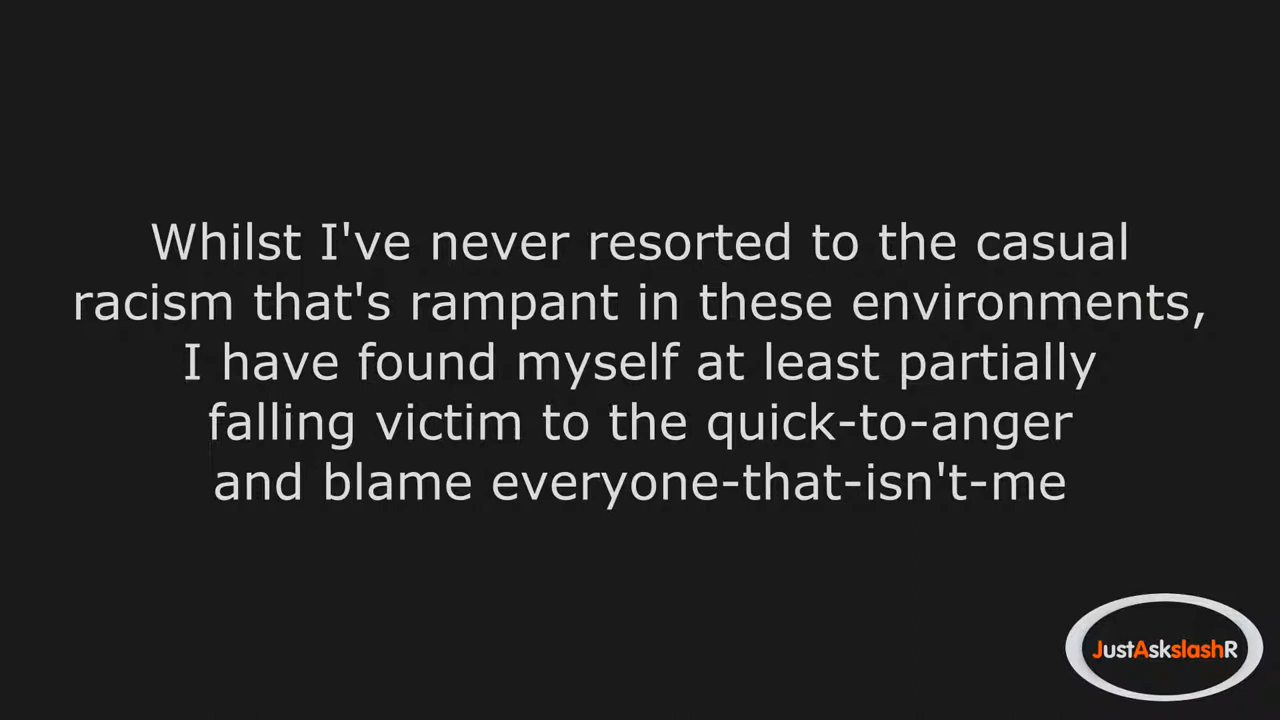 Whilst I've never resorted to the casual
racism that's rampant in these environments,
I have found myself at least partially
falling victim to the quick-to-anger
and blame everyone-that-isn't-me
JustAskslashR